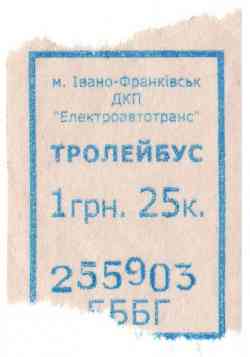 м. Івано-Франківськ
ДКП
"Електроавтотранс"
ТРОЛЕЙБУС
1грн. 25к.
255903